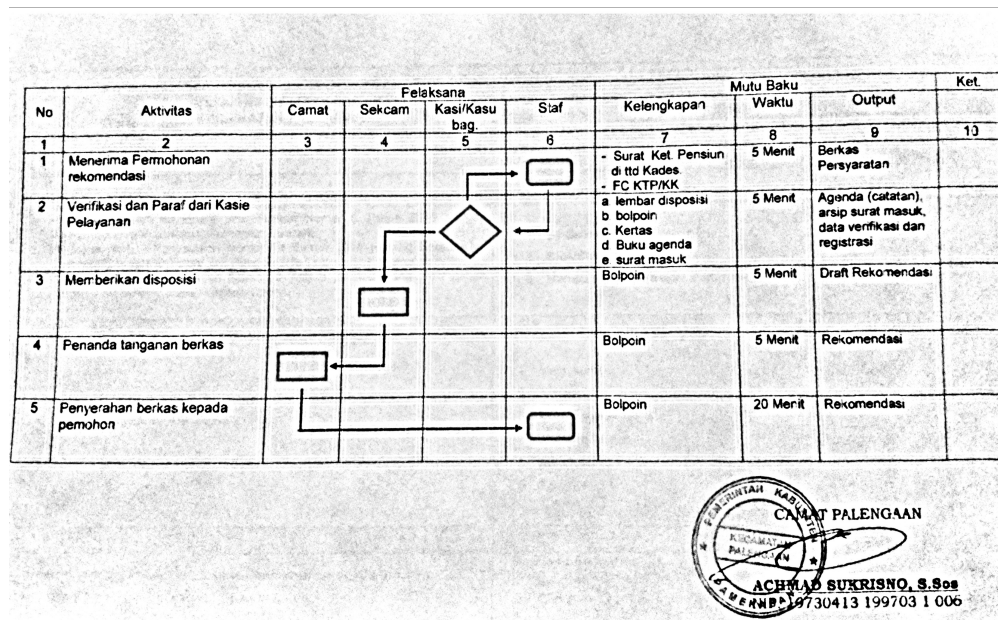 No Aktivitas Pelaksana Mutu Baku Ket.
Camat Sekcam Kasi/Kasu bag. Staf Kelengkapan Waktu Output
1 2 3 4 5 6 7 8 9 10
1 Menerima Permohonan - Surat Ket. Pensiun 5 Menit Berkas
rekomendasi di ttd Kades. Persyaratan
- FC KTP/KK
2 Verifikasi dan Paraf dari Kasie a. lembar disposisi 5 Menit Agenda (catatan),
Pelayanan b. bolpoin arsip surat masuk,
c. Kertas data verifikasi dan
d. Buku agenda registrasi
e. surat masuk
3 Memberikan disposisi Bolpoin 5 Menit Draft Rekomendasi
4 Penanda tanganan berkas Bolpoin 5 Menit Rekomendasi
5 Penyerahan berkas kepada Bolpoin 20 Menit Rekomendasi
pemohon
PEMERINTAH KABUPATEN
CAMAT PALENGAAN
KECAMATAN
PALENGAAN
ACHMAD SUKRISNO, S.Sos
19730413 199703 1 006